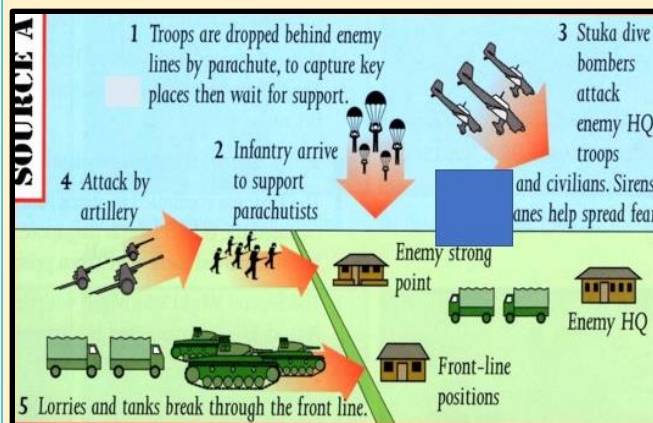 SOURCE A
1 Troops are dropped behind enemy
lines by parachute, to capture key
places then wait for support.
2 Infantry arrive
to support
parachutists
3 Stuka dive
bombers
attack
enemy HQ
troops
and civilians. Sirens
help spread fear
4 Attack by
artillery
Enemy strong
point
Enemy HQ
Front-line
positions
5 Lorries and tanks break through the front line.